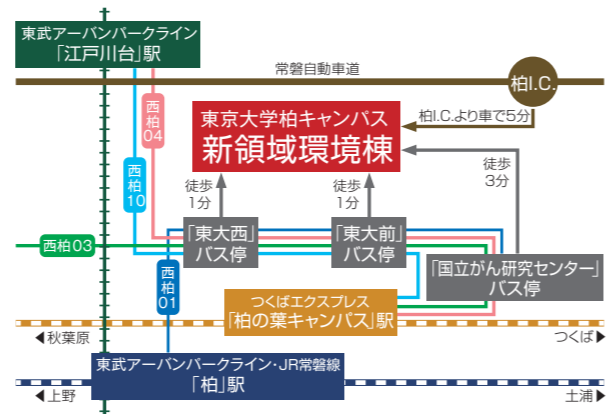 東武アーバンパークライン
「江戸川台」駅
常磐自動車道
柏I.C.
西柏04
東京大学柏キャンパス
新領域環境棟
柏I.C.より車で5分
西柏10
徒歩
1分
徒歩
1分
徒歩
3分
西柏03
「東大西」
バス停
「東大前」
バス停
「国立がん研究センター」
バス停
西柏01
つくばエクスプレス
「柏の葉キャンパス」駅
◀秋葉原
つくば▶
東武アーバンパークライン・JR常磐線
「柏」駅
◀上野
土浦▶